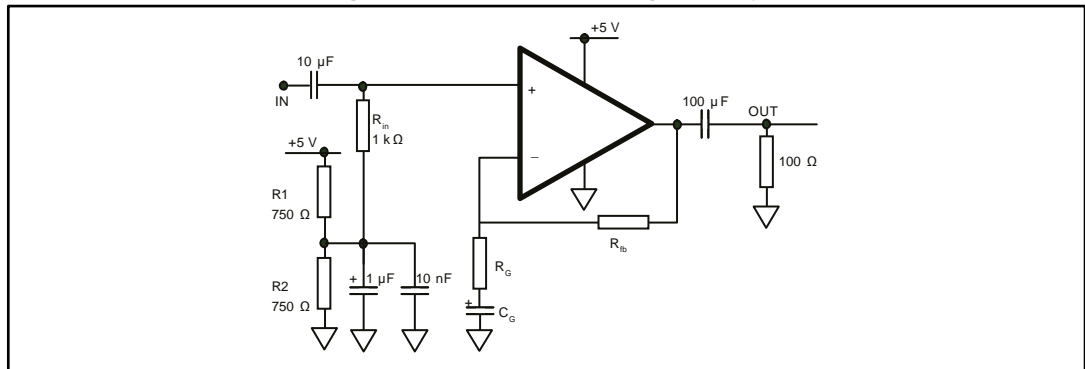 +5 V
10 µF
IN
+
R_in
1 kΩ
100 µF
OUT
100 Ω
+5 V
R1
750 Ω
–
R_fb
R_G
R2
750 Ω
+ 1 µF
10 nF
+
C_G